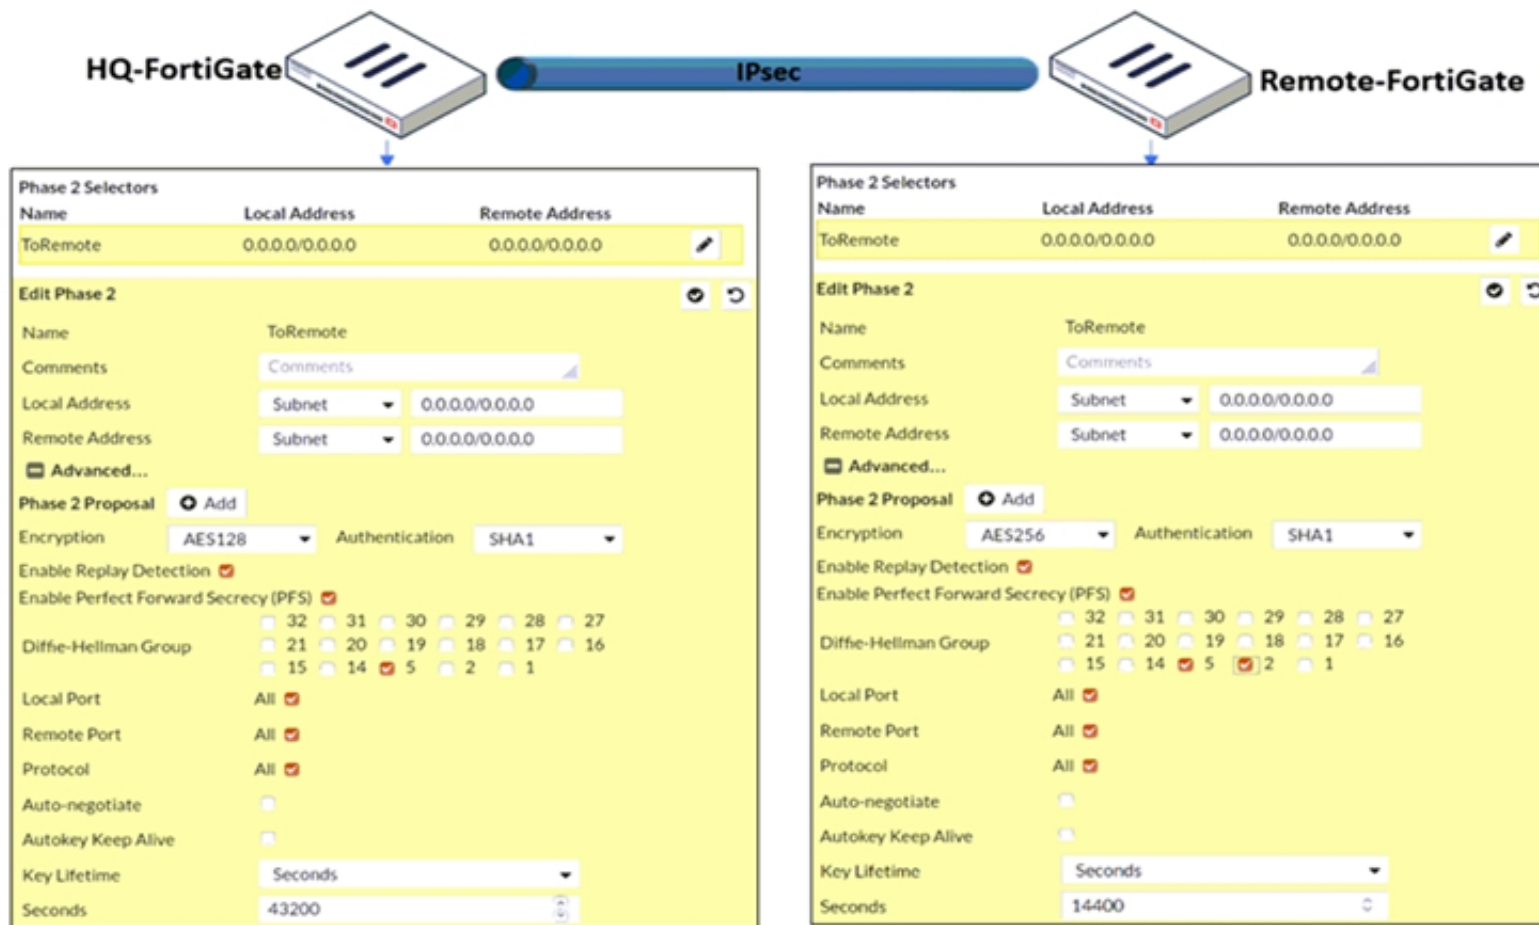 HQ-FortiGate
IPsec
Remote-FortiGate
Phase 2 Selectors
Name Local Address Remote Address
ToRemote 0.0.0.0/0.0.0.0 0.0.0.0/0.0.0.0
Edit Phase 2
Name ToRemote
Comments Comments
Local Address Subnet 0.0.0.0/0.0.0.0
Remote Address Subnet 0.0.0.0/0.0.0.0
Advanced...
Phase 2 Proposal Add
Encryption AES128 Authentication SHA1
Enable Replay Detection
Enable Perfect Forward Secrecy (PFS)
32 31 30 29 28 27
Diffie-Hellman Group 21 20 19 18 17 16
15 14 5 2 1
Local Port All
Remote Port All
Protocol All
Auto-negotiate
Autokey Keep Alive
Key Lifetime Seconds
Seconds 43200
Phase 2 Selectors
Name Local Address Remote Address
ToRemote 0.0.0.0/0.0.0.0 0.0.0.0/0.0.0.0
Edit Phase 2
Name ToRemote
Comments Comments
Local Address Subnet 0.0.0.0/0.0.0.0
Remote Address Subnet 0.0.0.0/0.0.0.0
Advanced...
Phase 2 Proposal Add
Encryption AES256 Authentication SHA1
Enable Replay Detection
Enable Perfect Forward Secrecy (PFS)
32 31 30 29 28 27
Diffie-Hellman Group 21 20 19 18 17 16
15 14 5 2 1
Local Port All
Remote Port All
Protocol All
Auto-negotiate
Autokey Keep Alive
Key Lifetime Seconds
Seconds 14400